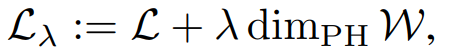 ℒ_λ := ℒ + λ dim_PH 𝒲,